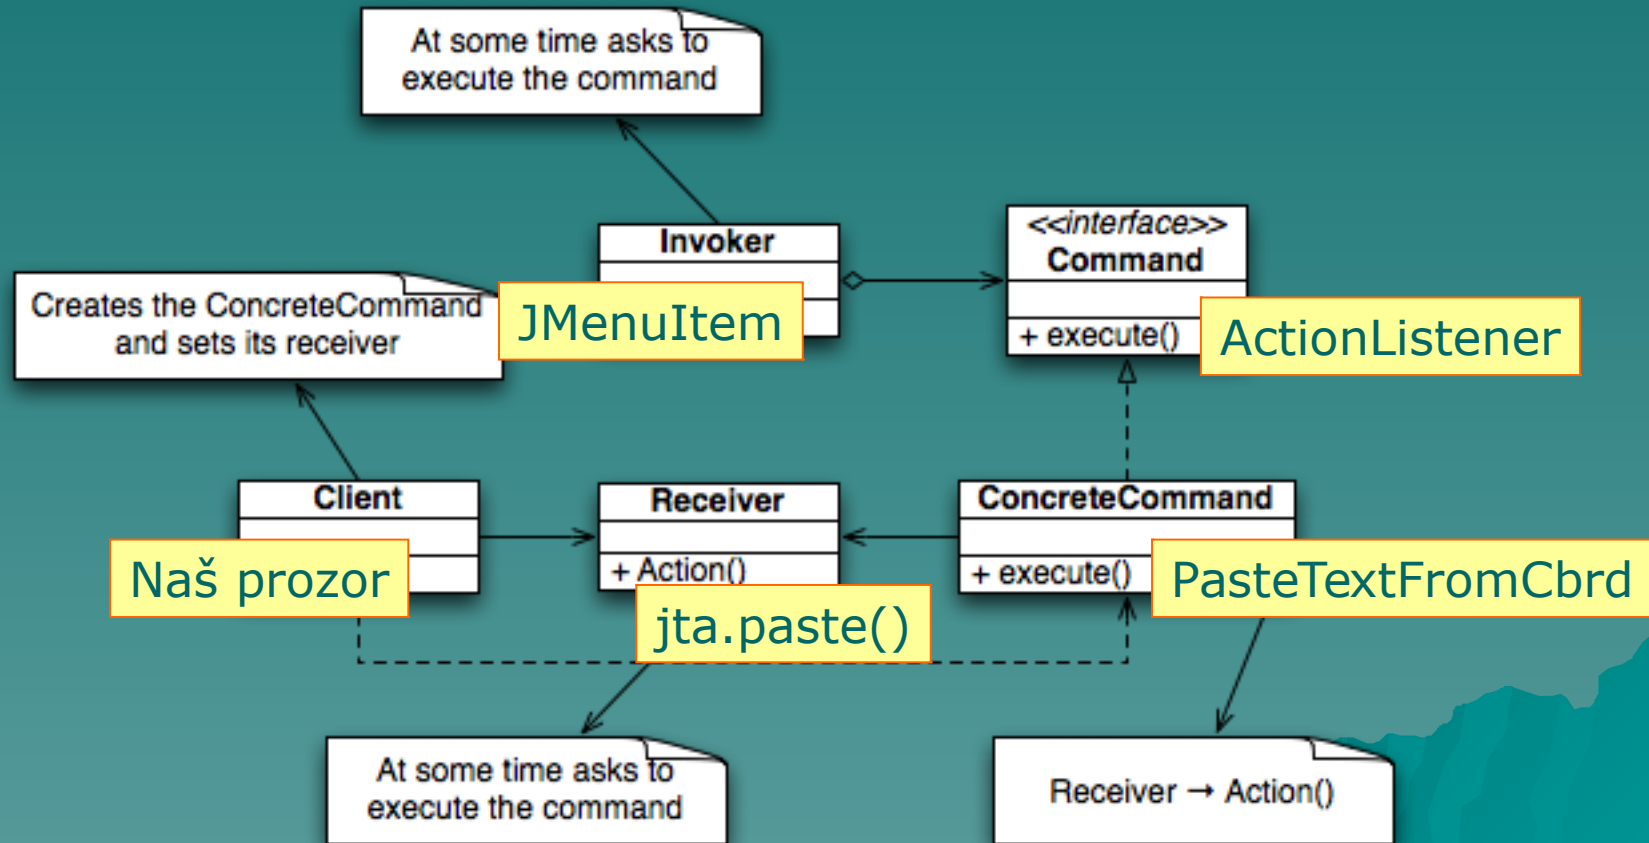 At some time asks to
execute the command
Invoker
JMenuItem
<<interface>>
Command
+ execute()
ActionListener
Creates the ConcreteCommand
and sets its receiver
Client
Naš prozor
Receiver
+ Action()
jta.paste()
ConcreteCommand
+ execute()
PasteTextFromCbrd
At some time asks to
execute the command
Receiver → Action()